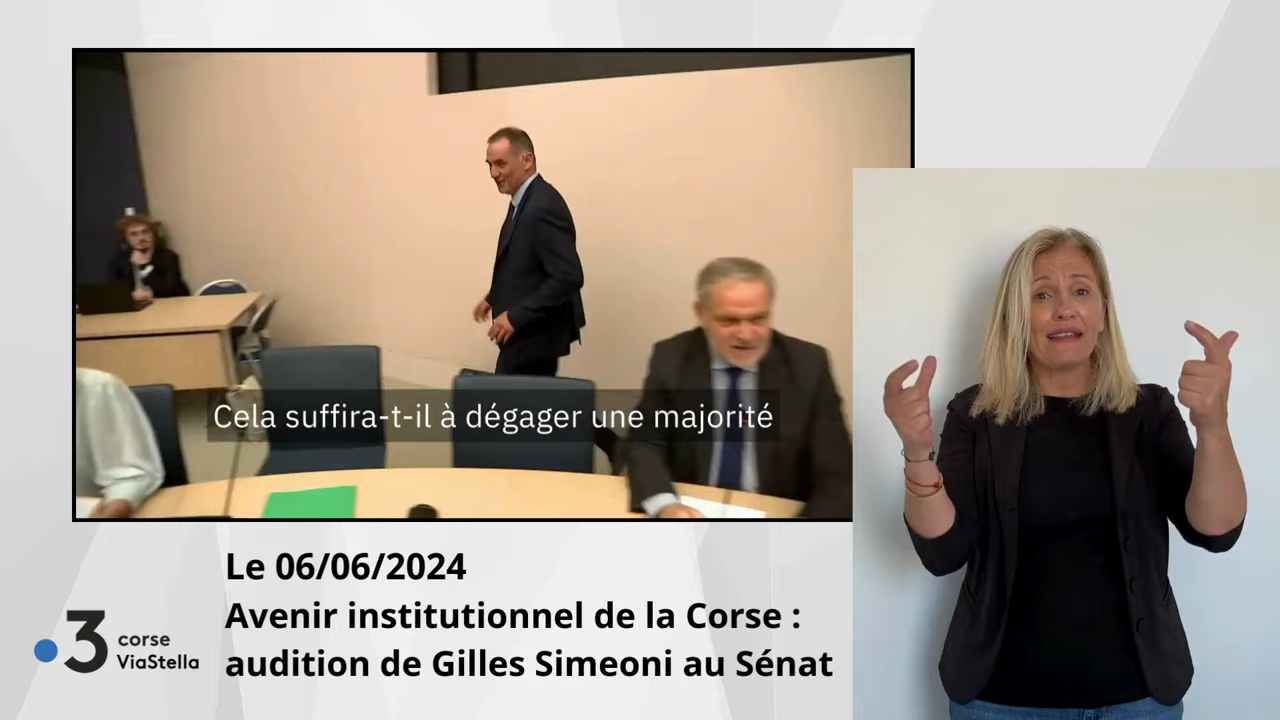 Cela suffira-t-il à dégager une majorité
Le 06/06/2024
Avenir institutionnel de la Corse :
audition de Gilles Simeoni au Sénat
3 corse
ViaStella